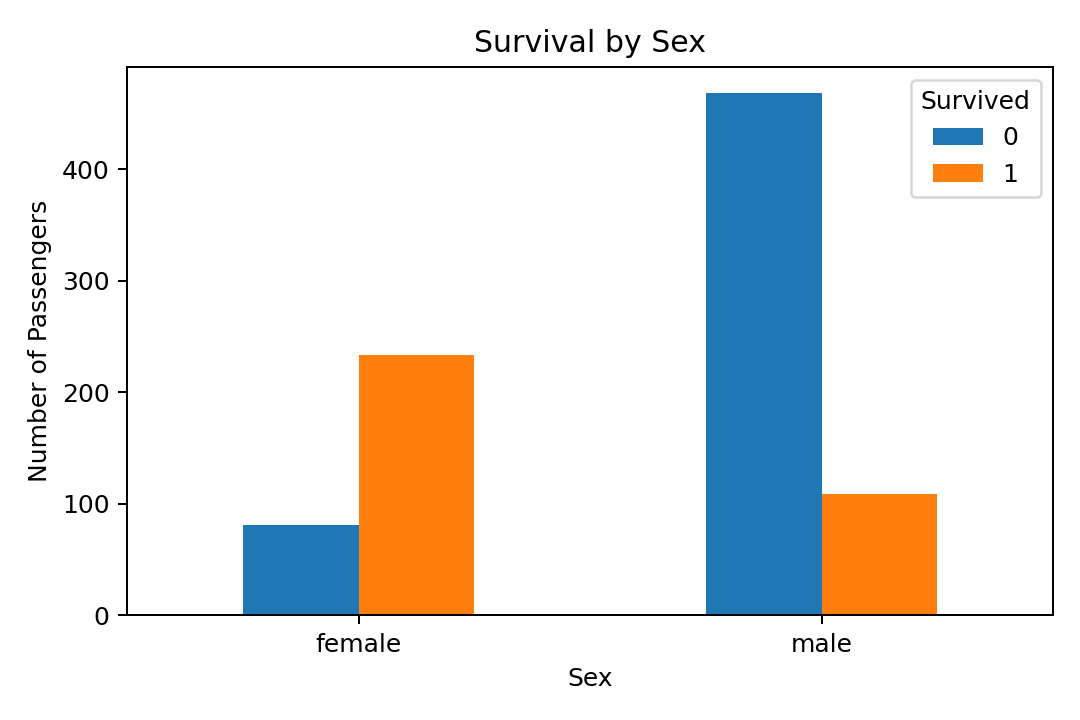 Survival by Sex
Survived
0
1
400
300
200
100
0
Number of Passengers
female male
Sex